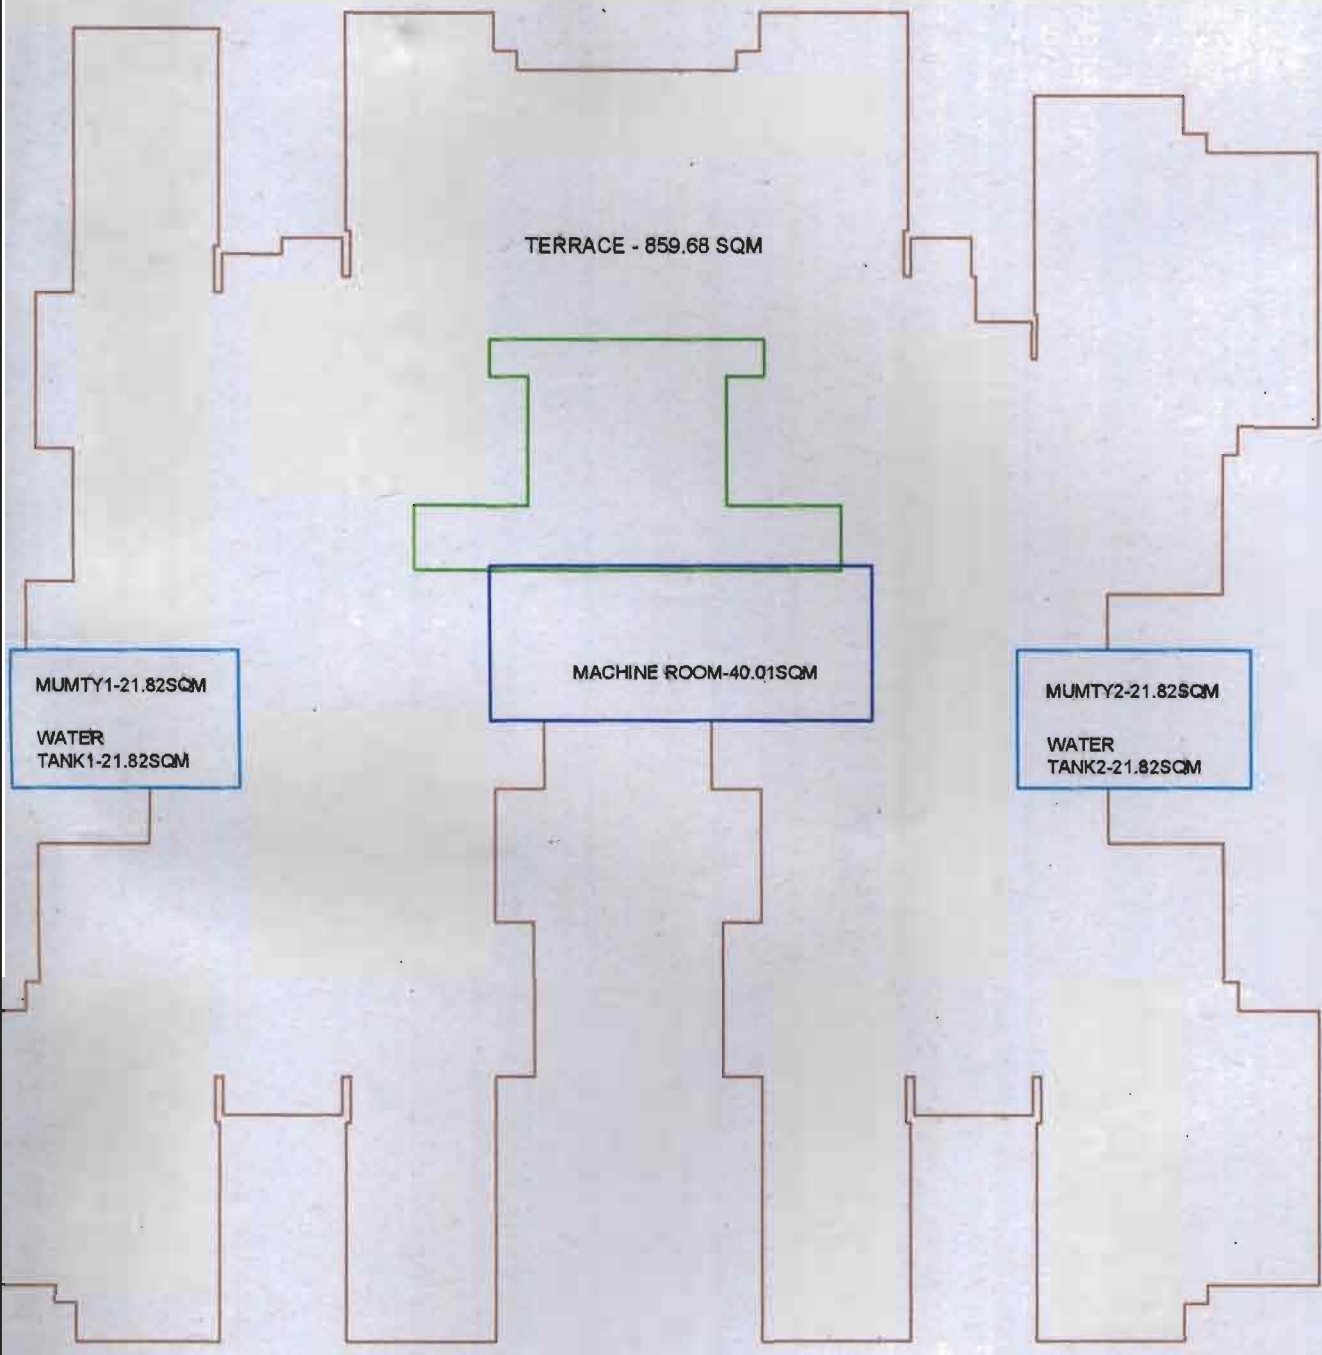 TERRACE - 859.68 SQM
MACHINE ROOM-40.01SQM
MUMTY1-21.82SQM
WATER
TANK1-21.82SQM
MUMTY2-21.82SQM
WATER
TANK2-21.82SQM